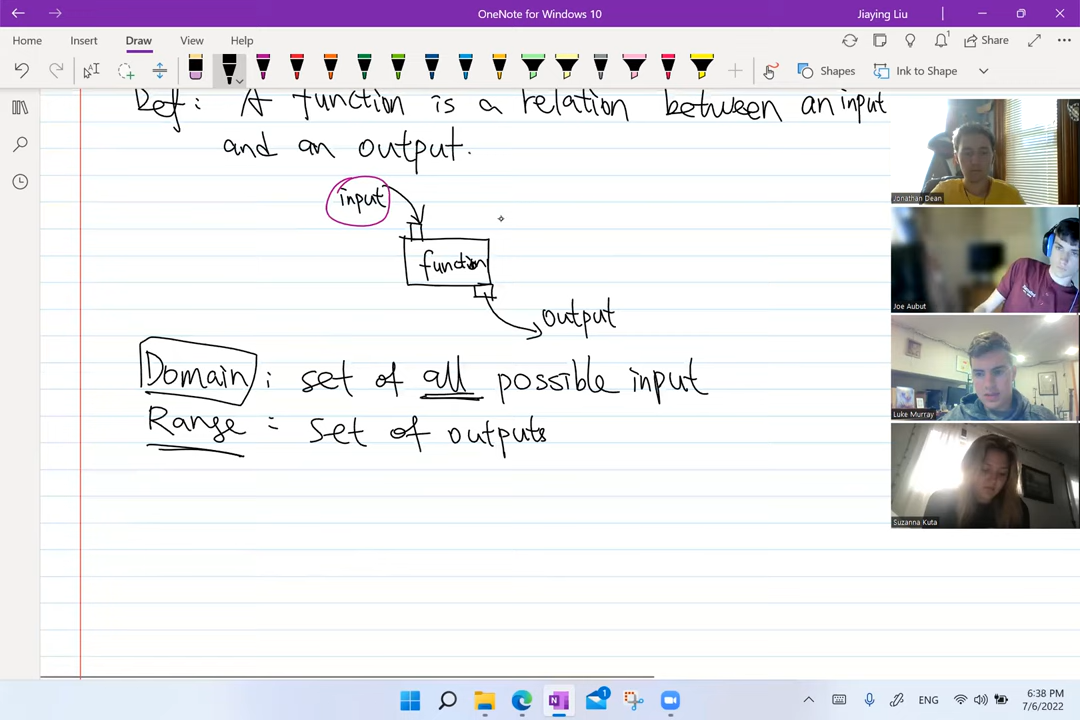 OneNote for Windows 10
Jiaying Liu
Home Insert Draw View Help
Share
Shapes
Ink to Shape
Def: A function is a relation between an input
and an output.
input
function
output
Domain: set of all possible input
Range: set of outputs
Jonathan Dean
Joe Aubut
Luke Murray
Suzanna Kuta
1
ENG
6:38 PM
7/6/2022